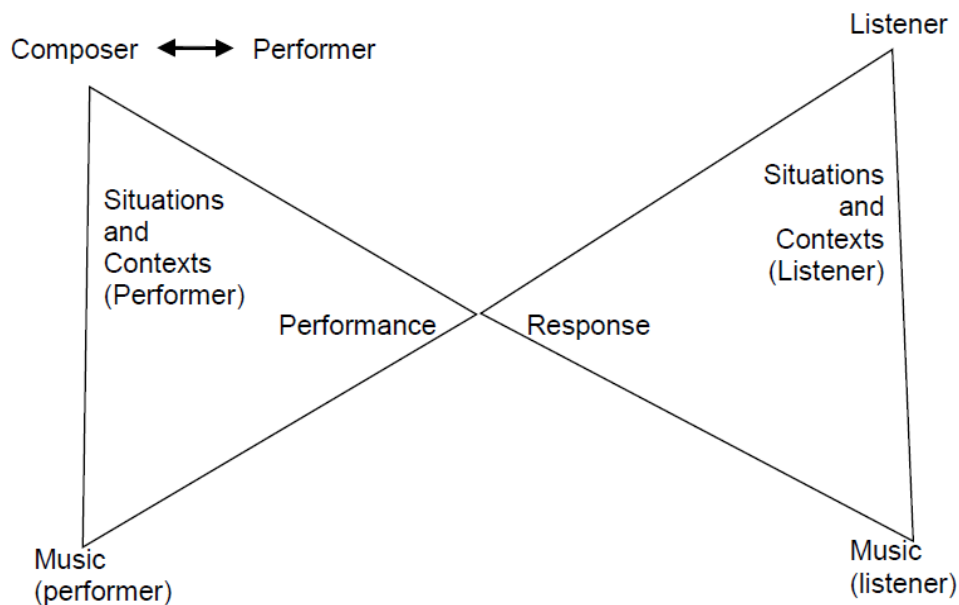 Listener
Composer Performer
Situations
and
Contexts
(Performer)
Situations
and
Contexts
(Listener)
Performance Response
Music
(performer)
Music
(listener)